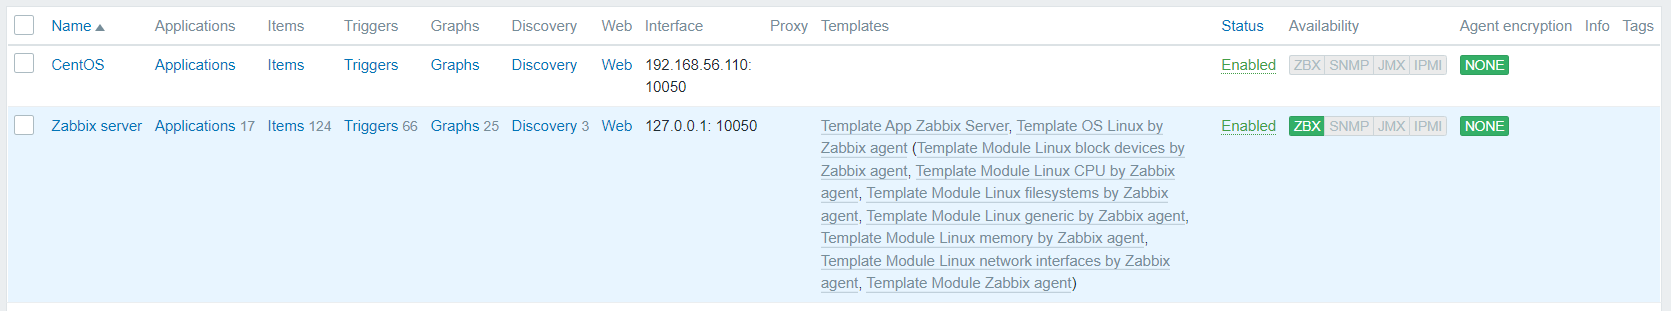 Name Applications Items Triggers Graphs Discovery Web Interface Proxy Templates Status Availability Agent encryption Info Tags
CentOS Applications Items Triggers Graphs Discovery Web 192.168.56.110: Enabled ZBX SNMP JMX IPMI NONE
10050
Zabbix server Applications 17 Items 124 Triggers 66 Graphs 25 Discovery 3 Web 127.0.0.1: 10050 Template App Zabbix Server, Template OS Linux by Enabled ZBX SNMP JMX IPMI NONE
Zabbix agent (Template Module Linux block devices by
Zabbix agent, Template Module Linux CPU by Zabbix
agent, Template Module Linux filesystems by Zabbix
agent, Template Module Linux generic by Zabbix agent,
Template Module Linux memory by Zabbix agent,
Template Module Linux network interfaces by Zabbix
agent, Template Module Zabbix agent)